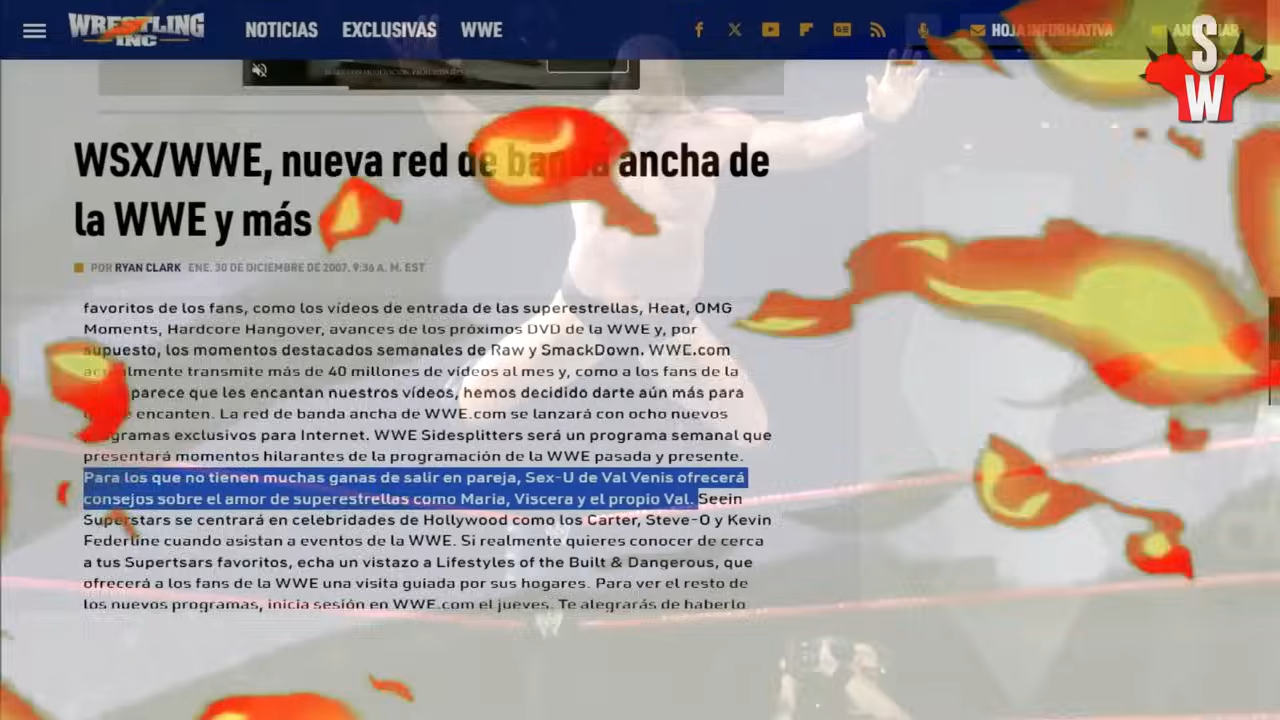 WRESTLING INC
NOTICIAS EXCLUSIVAS WWE
HOJA INFORMATIVA
SW
WSX/WWE, nueva red de banda ancha de
la WWE y más
POR RYAN CLARK ENE. 30 DE DICIEMBRE DE 2007, 9:36 A. M. EST
favoritos de los fans, como los vídeos de entrada de las superestrellas, Heat, OMG
Moments, Hardcore Hangover, avances de los próximos DVD de la WWE y, por
supuesto, los momentos destacados semanales de Raw y SmackDown. WWE.com
actualmente transmite más de 40 millones de vídeos al mes y, como a los fans de la
parece que les encantan nuestros vídeos, hemos decidido darte aún más para
encanten. La red de banda ancha de WWE.com se lanzará con ocho nuevos
programas exclusivos para Internet. WWE Sidesplitters será un programa semanal que
presentará momentos hilarantes de la programación de la WWE pasada y presente.
Para los que no tienen muchas ganas de salir en pareja, Sex-U de Val Venis ofrecerá
consejos sobre el amor de superestrellas como Maria, Viscera y el propio Val. Seein
Superstars se centrará en celebridades de Hollywood como los Carter, Steve-O y Kevin
Federline cuando asistan a eventos de la WWE. Si realmente quieres conocer de cerca
a tus Supertsars favoritos, echa un vistazo a Lifestyles of the Built & Dangerous, que
ofrecerá a los fans de la WWE una visita guiada por sus hogares. Para ver el resto de
los nuevos programas, inicia sesión en WWE.com el jueves. Te alegrarás de haberlo